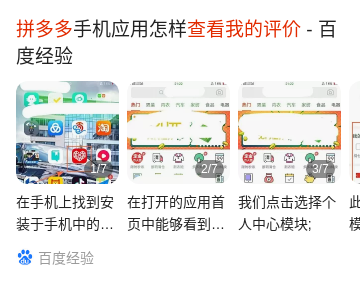 拼多多手机应用怎样查看我的评价 - 百
度经验
1/7
2/7
3/7
在手机上找到安
装于手机中的…
在打开的应用首
页中能够看到…
我们点击选择个
人中心模块;
此
模
百度经验